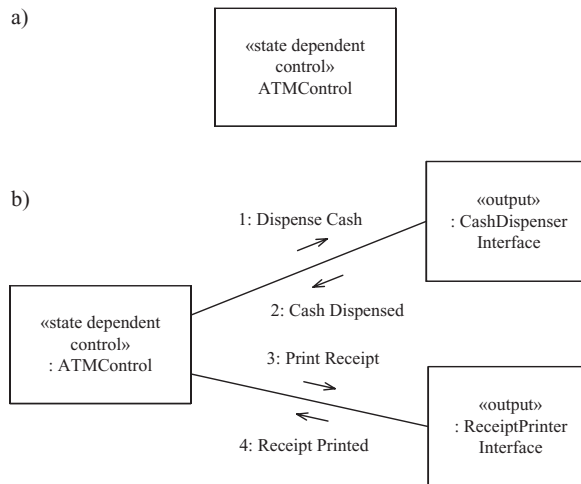 a)
«state dependent
control»
ATMControl
b)
1: Dispense Cash
«output»
: CashDispenser
Interface
2: Cash Dispensed
«state dependent
control»
: ATMControl
3: Print Receipt
«output»
: ReceiptPrinter
Interface
4: Receipt Printed